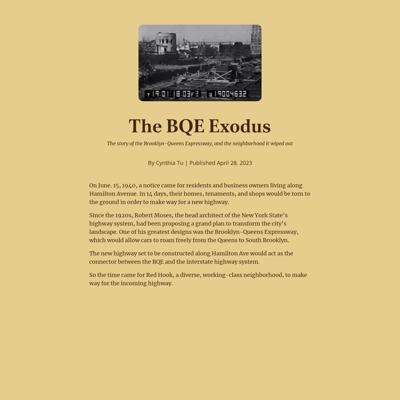 The BQE Exodus
The story of the Brooklyn-Queens Expressway, and the neighborhood it wiped out
By Cynthia Tu | Published April 28, 2023
On June. 15, 1940, a notice came for residents and business owners living along
Hamilton Avenue. In 14 days, their homes, tenaments, and shops would be torn to
the ground in order to make way for a new highway.
Since the 1920s, Robert Moses, the head architect of the New York State's
highway system, had been proposing a grand plan to transform the city's
landscape. One of his greatest designs was the Brooklyn-Queens Expressway,
which would allow cars to roam freely from the Queens to South Brooklyn.
The new highway set to be constructed along Hamilton Ave would act as the
connector between the BQE and the interstate highway system.
So the time came for Red Hook, a diverse, working-class neighborhood, to make
way for the incoming highway.